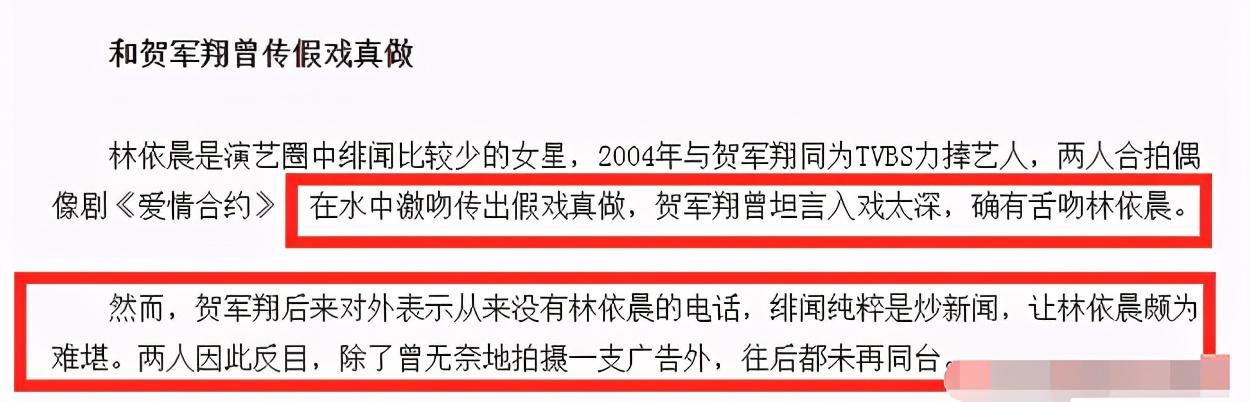 和贺军翔曾传假戏真做
林依晨是演艺圈中绯闻比较少的女星，2004年与贺军翔同为TVBS力捧艺人，两人合拍偶
像剧《爱情合约》在水中激吻传出假戏真做，贺军翔曾坦言入戏太深，确有舌吻林依晨。
然而，贺军翔后来对外表示从来没有林依晨的电话，绯闻纯粹是炒新闻，让林依晨颇为
难堪。两人因此反目，除了曾无奈地拍摄一支广告外，往后都未再同台。